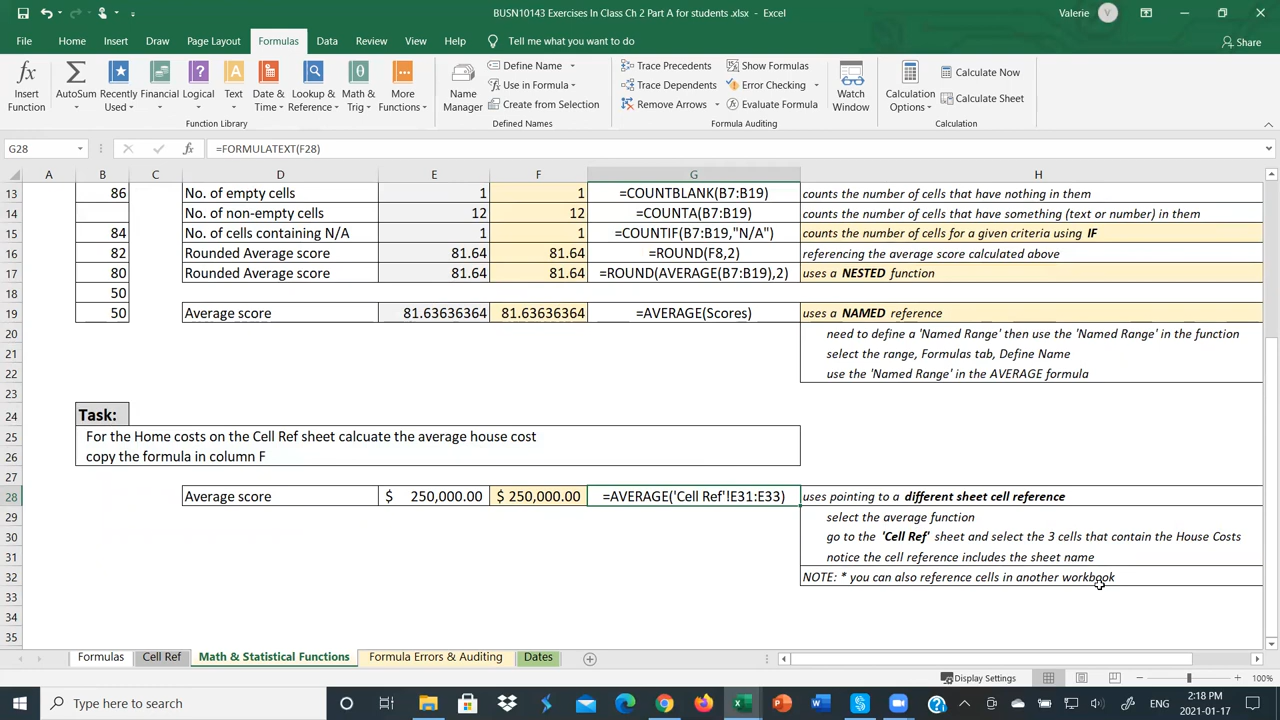 BUSN10143 Exercises In Class Ch 2 Part A for students .xlsx - Excel
Valerie V
File Home Insert Draw Page Layout Formulas Data Review View Help Tell me what you want to do Share
Insert Function
AutoSum
Recently Used
Financial
Logical
Text
Date & Time
Lookup & Reference
Math & Trig
More Functions
Function Library
Name Manager
Define Name
Use in Formula
Create from Selection
Defined Names
Trace Precedents
Trace Dependents
Remove Arrows
Show Formulas
Error Checking
Evaluate Formula
Formula Auditing
Watch Window
Calculation Options
Calculate Now
Calculate Sheet
Calculation
G28 fx =FORMULATEXT(F28)
A B C D E F G H
13 86 No. of empty cells 1 1 =COUNTBLANK(B7:B19) counts the number of cells that have nothing in them
14 No. of non-empty cells 12 12 =COUNTA(B7:B19) counts the number of cells that have something (text or number) in them
15 84 No. of cells containing N/A 1 1 =COUNTIF(B7:B19,"N/A") counts the number of cells for a given criteria using IF
16 82 Rounded Average score 81.64 81.64 =ROUND(F8,2) referencing the average score calculated above
17 80 Rounded Average score 81.64 81.64 =ROUND(AVERAGE(B7:B19),2) uses a NESTED function
18 50
19 50 Average score 81.63636364 81.63636364 =AVERAGE(Scores) uses a NAMED reference
20 need to define a 'Named Range' then use the 'Named Range' in the function
21 select the range, Formulas tab, Define Name
22 use the 'Named Range' in the AVERAGE formula
23
24 Task:
25 For the Home costs on the Cell Ref sheet calcuate the average house cost
26 copy the formula in column F
27
28 Average score $ 250,000.00 $ 250,000.00 =AVERAGE('Cell Ref'!E31:E33) uses pointing to a different sheet cell reference
29 select the average function
30 go to the 'Cell Ref' sheet and select the 3 cells that contain the House Costs
31 notice the cell reference includes the sheet name
32 NOTE: * you can also reference cells in another workbook
33
34
35
Formulas Cell Ref Math & Statistical Functions Formula Errors & Auditing Dates
Display Settings 100%
Type here to search
ENG
2:18 PM
2021-01-17